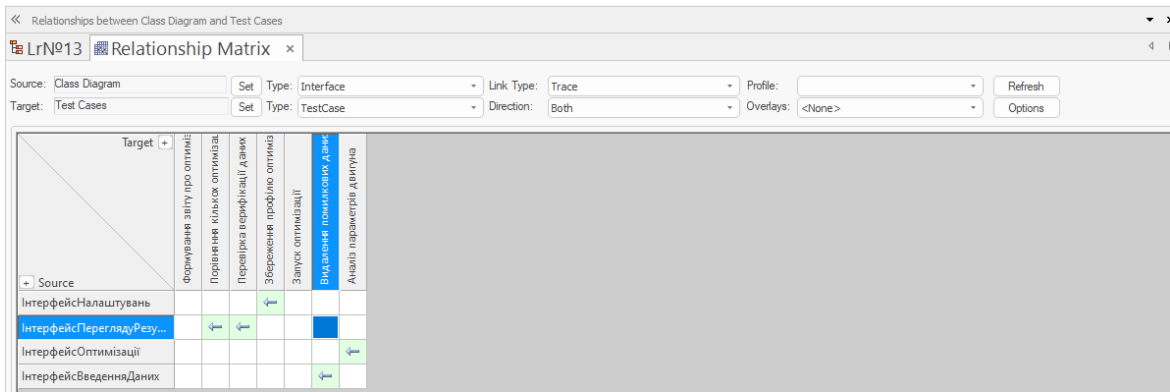 Relationships between Class Diagram and Test Cases
LrNº13 Relationship Matrix ×
Source: Class Diagram Set Type: Interface Link Type: Trace Profile: Refresh
Target: Test Cases Set Type: TestCase Direction: Both Overlays: <None> Options
Target +
Формування звіту про оптиміз
Порівняння кількох оптимізац
Перевірка верифікації даних
Збереження профілю оптиміз
Запуск оптимізації
Видалення помилкових даних
Аналіз параметрів двигуна
+ Source
ІнтерфейсНалаштувань
ІнтерфейсПереглядуРезу...
ІнтерфейсОптимізації
ІнтерфейсВведенняДаних